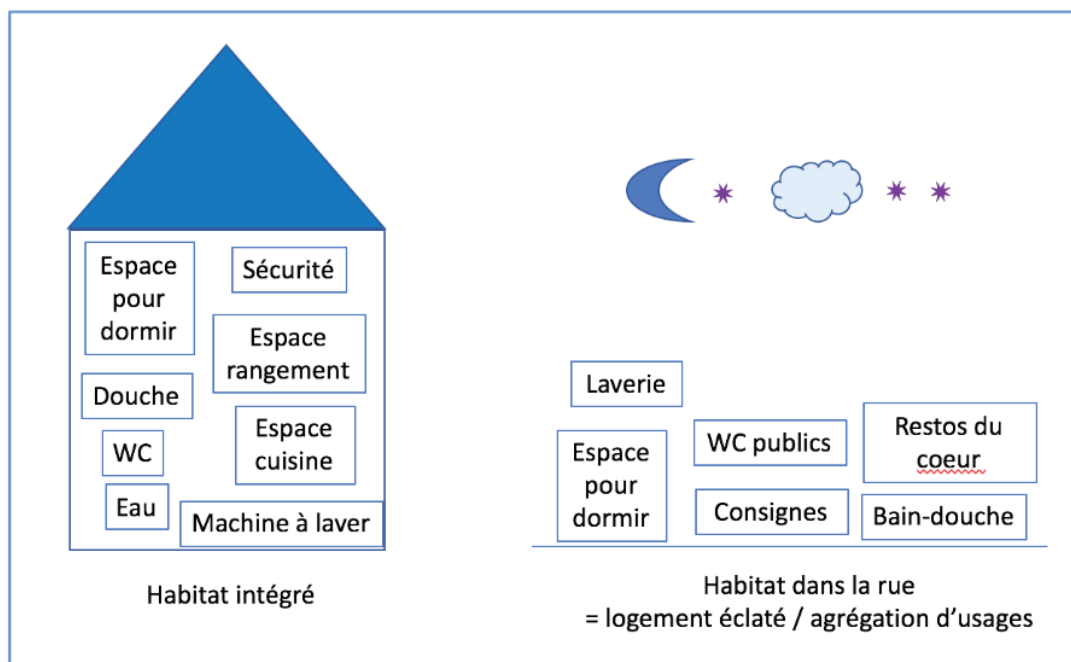 Espace
pour
dormir
Sécurité
Espace
rangement
Douche
Espace
cuisine
WC
Eau
Machine à laver
Habitat intégré
Laverie
Espace
pour
dormir
WC publics
Restos du
coeur
Consignes
Bain-douche
Habitat dans la rue
= logement éclaté / agrégation d’usages